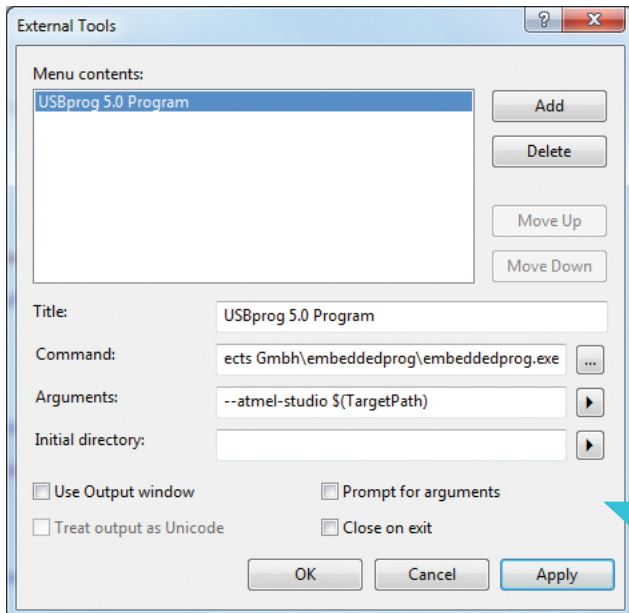 External Tools
Menu contents:
USBprog 5.0 Program
Add
Delete
Move Up
Move Down
Title:
USBprog 5.0 Program
Command:
ects Gmbh\embeddedprog\embeddedprog.exe
...
Arguments:
--atmel-studio $(TargetPath)
Initial directory:
Use Output window
Prompt for arguments
Treat output as Unicode
Close on exit
OK
Cancel
Apply